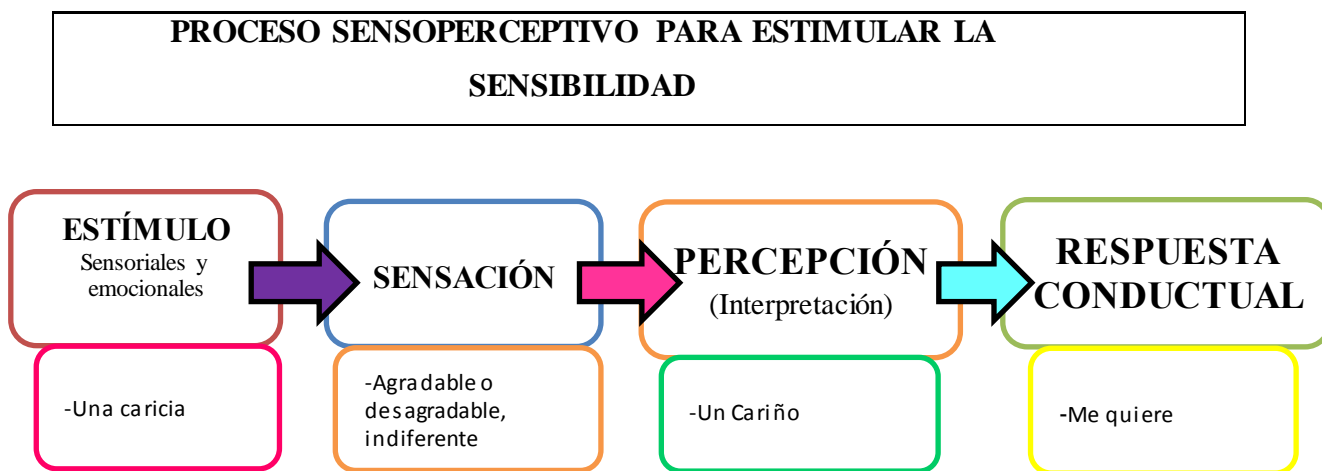 PROCESO SENSOPERCEPTIVO PARA ESTIMULAR LA
SENSIBILIDAD
ESTÍMULO
Sensoriales y
emocionales
SENSACIÓN
PERCEPCIÓN
(Interpretación)
RESPUESTA
CONDUCTUAL
-Una caricia
-Agradable o
desagradable,
indiferente
-Un Cariño
-Me quiere